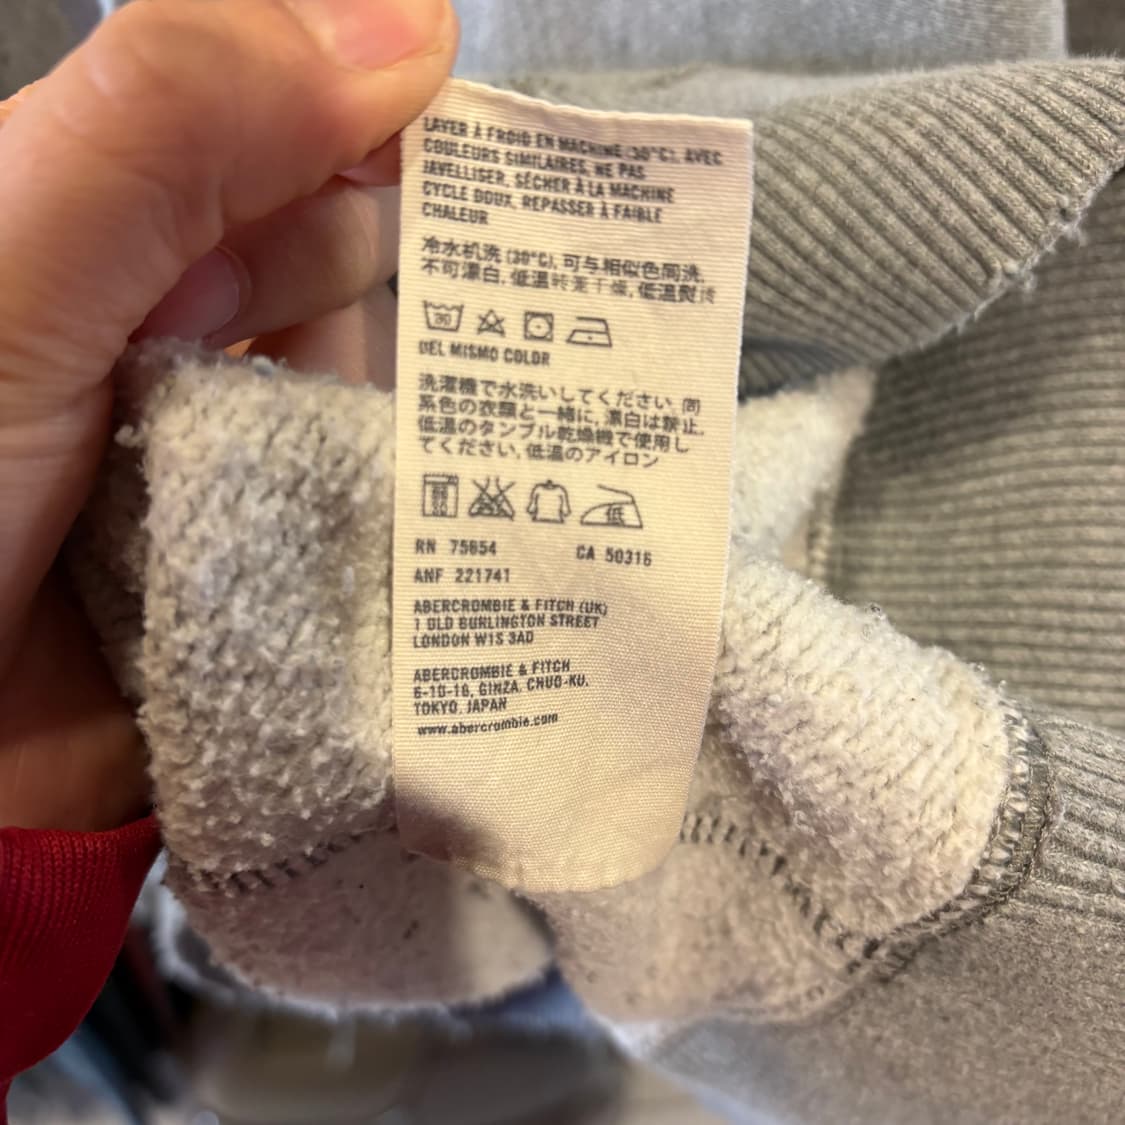 LAVER À FROID EN MACHINE (30°C), AVEC
COULEURS SIMILAIRES, NE PAS
JAVELLISER, SÉCHER À LA MACHINE
CYCLE DOUX, REPASSER À FAIBLE
CHALEUR
冷水机洗 (30°C), 可与相似色同洗,
不可漂白, 低温转笼干燥, 低温熨烫
30
DEL MISMO COLOR
洗濯機で水洗いしてください, 同
系色の衣類と一緒に, 漂白は禁止,
低温のタンブル乾燥機で使用し
てください, 低温のアイロン
低
RN 75654 CA 50316
ANF 221741
ABERCROMBIE & FITCH (UK)
1 OLD BURLINGTON STREET
LONDON W1S 3AD
ABERCROMBIE & FITCH
6-10-16, GINZA, CHUO-KU,
TOKYO, JAPAN
www.abercrombie.com